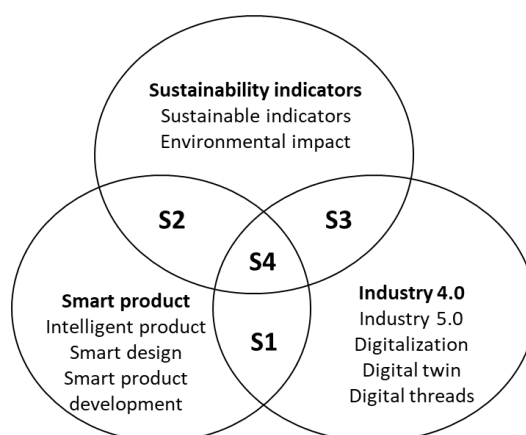 Sustainability indicators
Sustainable indicators
Environmental impact
S2
S3
S4
Smart product
Intelligent product
Smart design
Smart product
development
S1
Industry 4.0
Industry 5.0
Digitalization
Digital twin
Digital threads